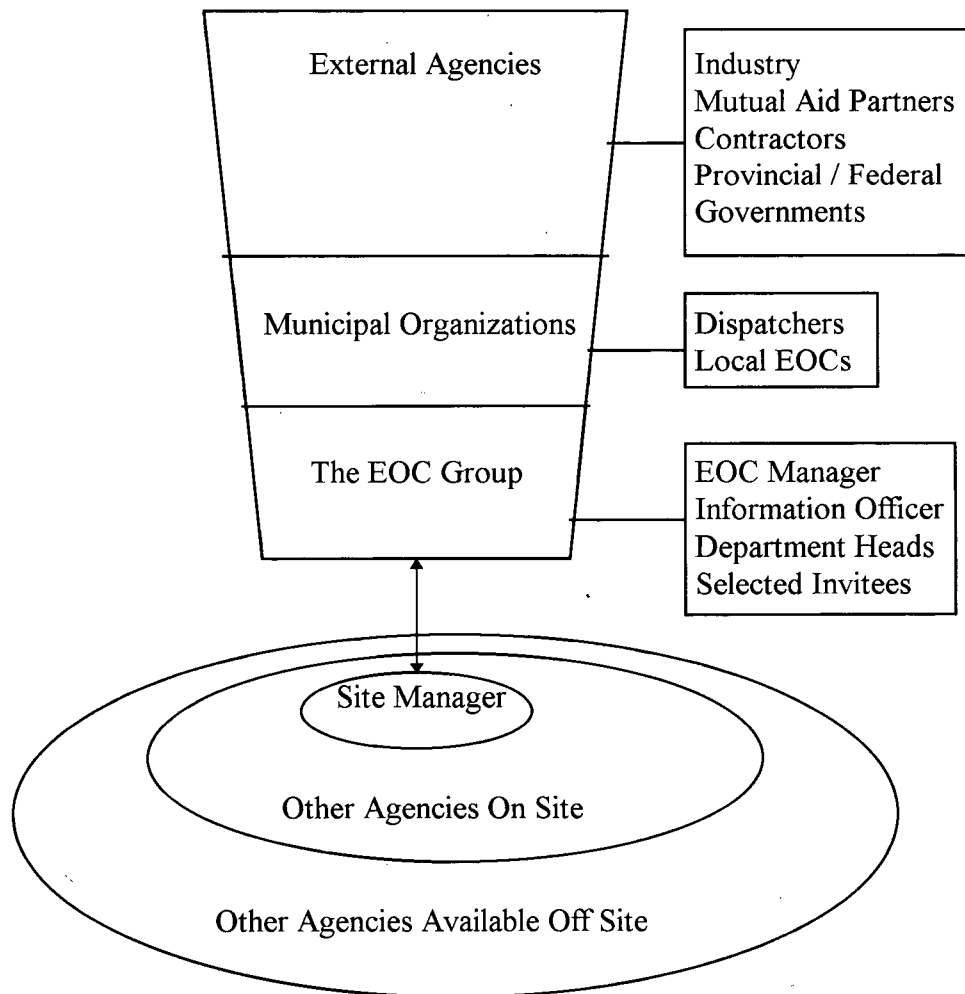 External Agencies
Industry
Mutual Aid Partners
Contractors
Provincial / Federal
Governments
Municipal Organizations
Dispatchers
Local EOCs
The EOC Group
EOC Manager
Information Officer
Department Heads
Selected Invitees
Site Manager
Other Agencies On Site
Other Agencies Available Off Site